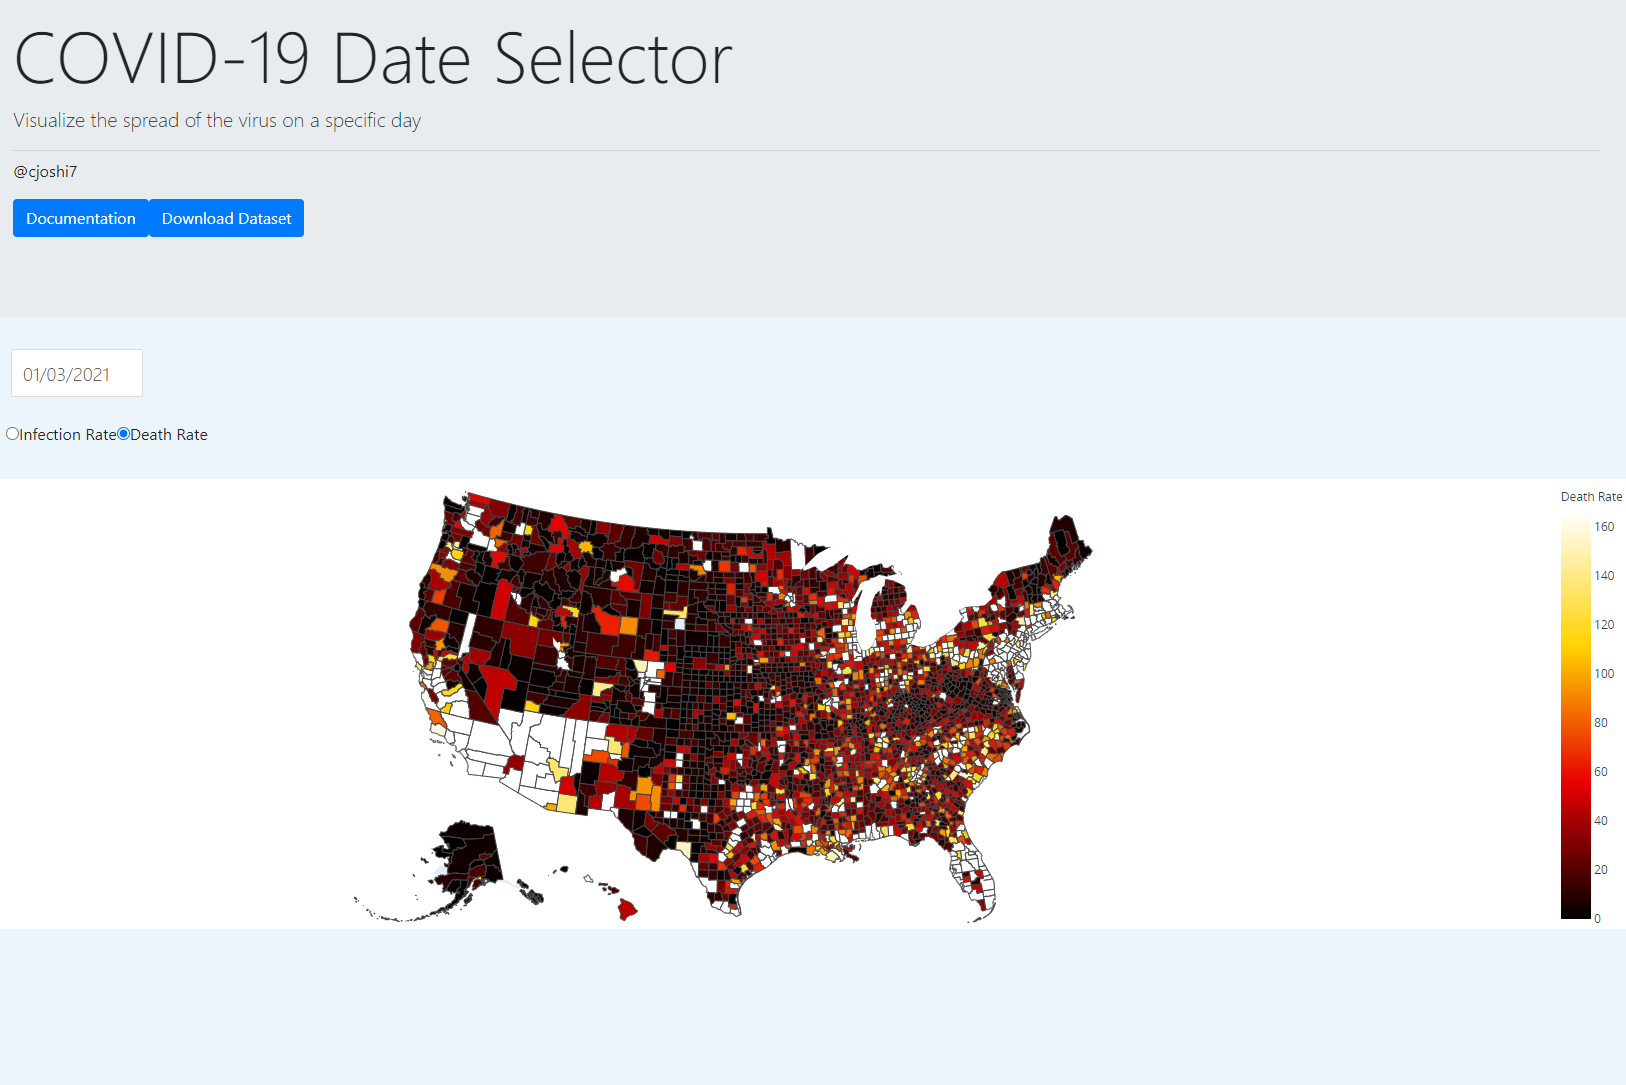 COVID-19 Date Selector
Visualize the spread of the virus on a specific day
@cjoshi7
Documentation Download Dataset
01/03/2021
Infection Rate Death Rate
Death Rate
160
140
120
100
80
60
40
20
0